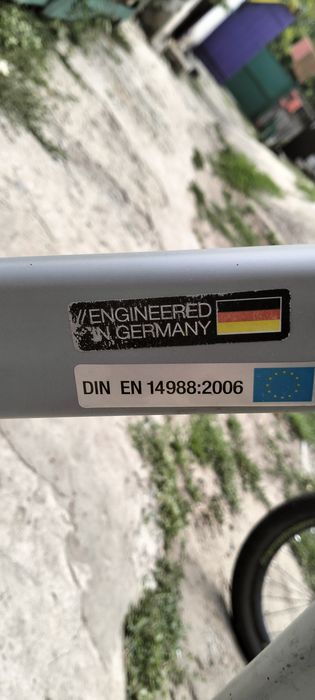 //ENGINEERED
IN GERMANY
DIN EN 14988:2006